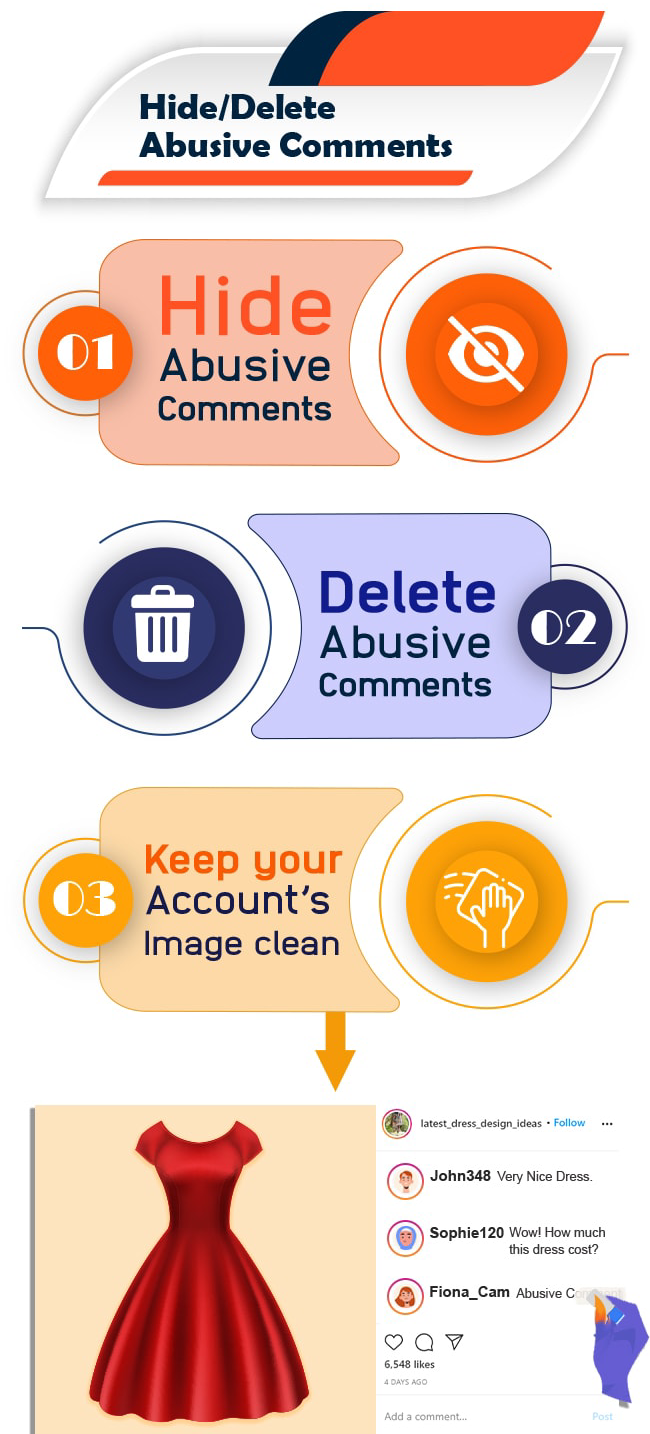 Hide/Delete
Abusive Comments
01
Hide
Abusive
Comments
Delete
Abusive
Comments
02
03
Keep your
Account's
Image clean
latest_dress_design_ideas • Follow
John348 Very Nice Dress.
Sophie120 Wow! How much
this dress cost?
Fiona_Cam Abusive
6,548 likes
4 DAYS AGO
Add a comment... Post